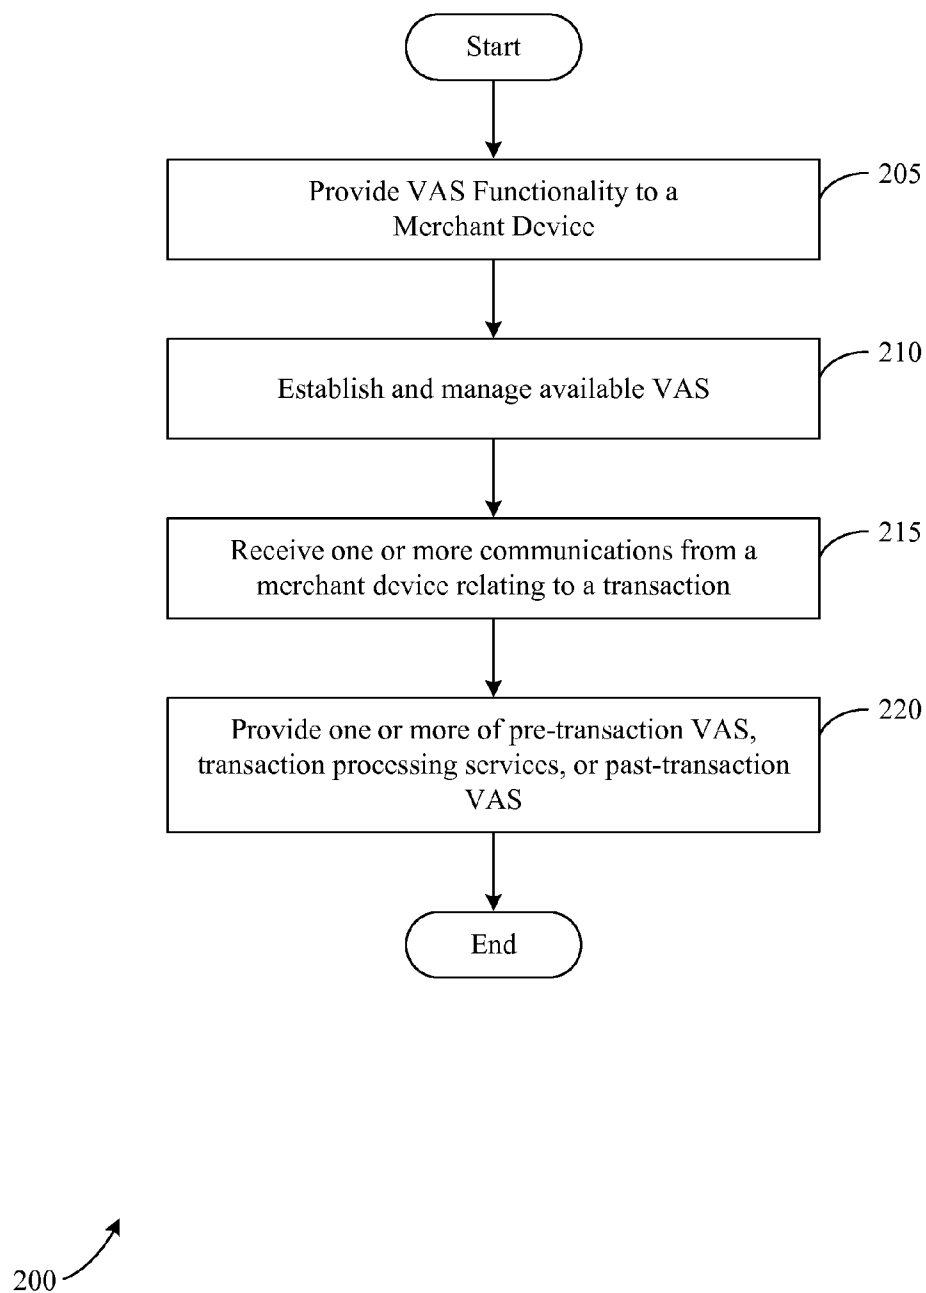 Start
205
Provide VAS Functionality to a
Merchant Device
210
Establish and manage available VAS
215
Receive one or more communications from a
merchant device relating to a transaction
220
Provide one or more of pre-transaction VAS,
transaction processing services, or past-transaction
VAS
End
200